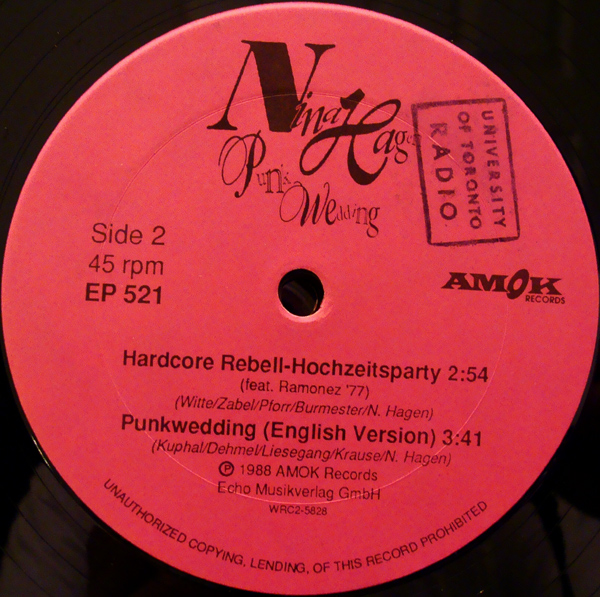 Nina Hagen
Punk
Wedding
UNIVERSITY
OF TORONTO
RADIO
Side 2
45 rpm
EP 521
AMOK
RECORDS
Hardcore Rebell-Hochzeitsparty 2:54
(feat. Ramonez '77)
(Witte/Zabel/Pforr/Burmester/N. Hagen)
Punkwedding (English Version) 3:41
(Kuphal/Dehmel/Liesegang/Krause/N. Hagen)
℗ 1988 AMOK Records
Echo Musikverlag GmbH
WRC2-5828
UNAUTHORIZED COPYING, LENDING, OF THIS RECORD PROHIBITED